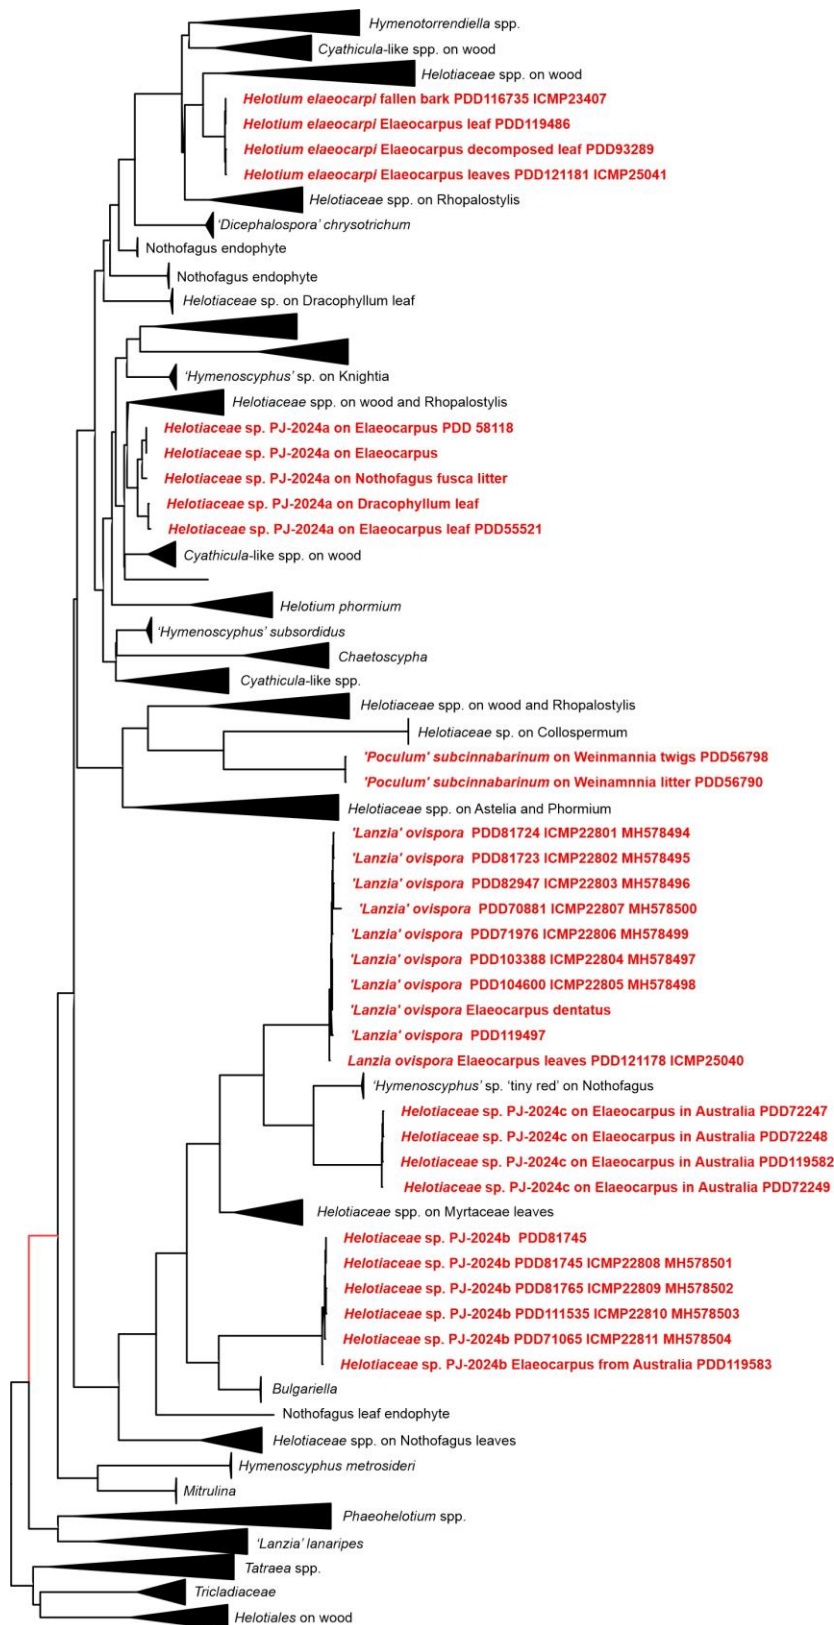 Hymenotorrendiella spp.
Cyathicula-like spp. on wood
Helotiaceae spp. on wood
Helotium elaeocarpi fallen bark PDD116735 ICMP23407
Helotium elaeocarpi Elaeocarpus leaf PDD119486
Helotium elaeocarpi Elaeocarpus decomposed leaf PDD93289
Helotium elaeocarpi Elaeocarpus leaves PDD121181 ICMP25041
Helotiaceae spp. on Rhopalostylis
‘Dicephalospora’ chrysotrichum
Nothofagus endophyte
Nothofagus endophyte
Helotiaceae sp. on Dracophyllum leaf
‘Hymenoscyphus’ sp. on Knightia
Helotiaceae spp. on wood and Rhopalostylis
Helotiaceae sp. PJ-2024a on Elaeocarpus PDD 58118
Helotiaceae sp. PJ-2024a on Elaeocarpus
Helotiaceae sp. PJ-2024a on Nothofagus fusca litter
Helotiaceae sp. PJ-2024a on Dracophyllum leaf
Helotiaceae sp. PJ-2024a on Elaeocarpus leaf PDD55521
Cyathicula-like spp. on wood
Helotium phormium
‘Hymenoscyphus’ subsordidus
Chaetoscypha
Cyathicula-like spp.
Helotiaceae spp. on wood and Rhopalostylis
Helotiaceae sp. on Collospermum
'Poculum' subcinnabarinum on Weinmannia twigs PDD56798
'Poculum' subcinnabarinum on Weinamnnia litter PDD56790
Helotiaceae spp. on Astelia and Phormium
'Lanzia' ovispora PDD81724 ICMP22801 MH578494
'Lanzia' ovispora PDD81723 ICMP22802 MH578495
'Lanzia' ovispora PDD82947 ICMP22803 MH578496
'Lanzia' ovispora PDD70881 ICMP22807 MH578500
'Lanzia' ovispora PDD71976 ICMP22806 MH578499
'Lanzia' ovispora PDD103388 ICMP22804 MH578497
'Lanzia' ovispora PDD104600 ICMP22805 MH578498
'Lanzia' ovispora Elaeocarpus dentatus
'Lanzia' ovispora PDD119497
Lanzia ovispora Elaeocarpus leaves PDD121178 ICMP25040
‘Hymenoscyphus’ sp. ‘tiny red’ on Nothofagus
Helotiaceae sp. PJ-2024c on Elaeocarpus in Australia PDD72247
Helotiaceae sp. PJ-2024c on Elaeocarpus in Australia PDD72248
Helotiaceae sp. PJ-2024c on Elaeocarpus in Australia PDD119582
Helotiaceae sp. PJ-2024c on Elaeocarpus in Australia PDD72249
Helotiaceae spp. on Myrtaceae leaves
Helotiaceae sp. PJ-2024b PDD81745
Helotiaceae sp. PJ-2024b PDD81745 ICMP22808 MH578501
Helotiaceae sp. PJ-2024b PDD81765 ICMP22809 MH578502
Helotiaceae sp. PJ-2024b PDD111535 ICMP22810 MH578503
Helotiaceae sp. PJ-2024b PDD71065 ICMP22811 MH578504
Helotiaceae sp. PJ-2024b Elaeocarpus from Australia PDD119583
Bulgariella
Nothofagus leaf endophyte
Helotiaceae spp. on Nothofagus leaves
Hymenoscyphus metrosideri
Mitrulina
Phaeohelotium spp.
‘Lanzia’ lanaripes
Tatraea spp.
Tricladiaceae
Helotiales on wood